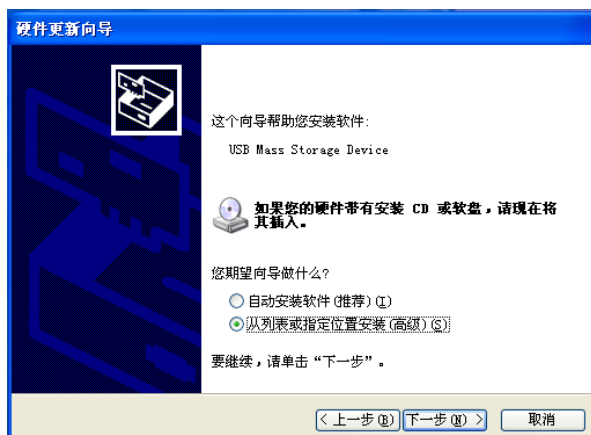 硬件更新向导
这个向导帮助您安装软件:
USB Mass Storage Device
如果您的硬件带有安装 CD 或软盘，请现在将
其插入。
您期望向导做什么?
自动安装软件(推荐)(I)
从列表或指定位置安装(高级)(S)
要继续，请单击“下一步”。
< 上一步(B) 下一步(N) > 取消